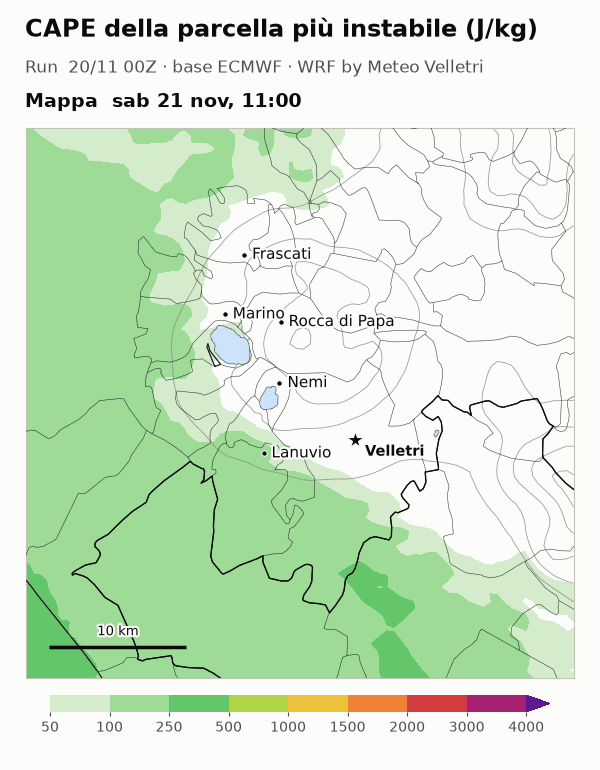 CAPE della parcella più instabile (J/kg)
Run  20/11 00Z · base ECMWF · WRF by Meteo Velletri
Mappa  sab 21 nov, 11:00
Frascati
Marino
Rocca di Papa
Nemi
Velletri
Lanuvio
10 km
50 100 250 500 1000 1500 2000 3000 4000